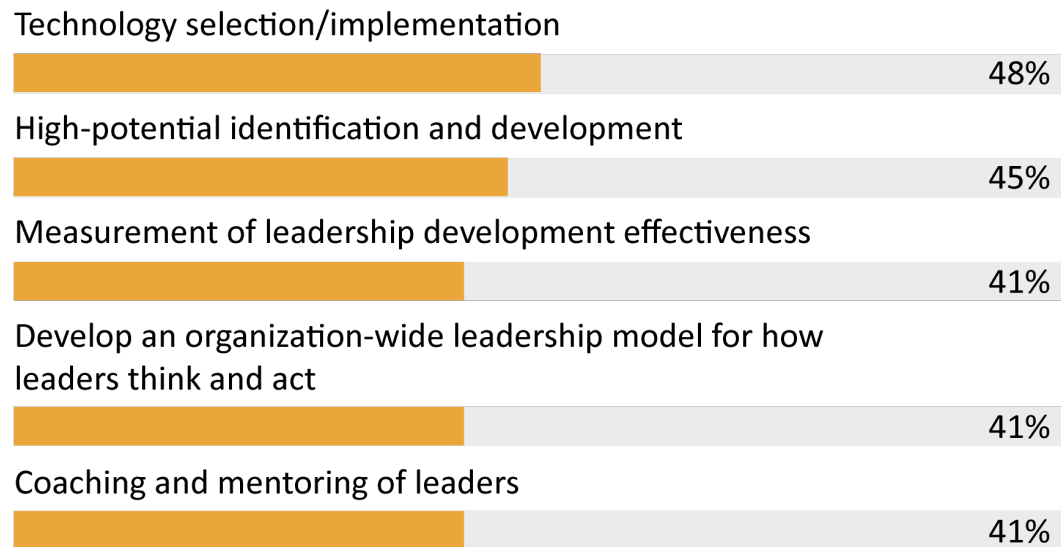 Technology selection/implementation
48%
High-potential identification and development
45%
Measurement of leadership development effectiveness
41%
Develop an organization-wide leadership model for how
leaders think and act
41%
Coaching and mentoring of leaders
41%